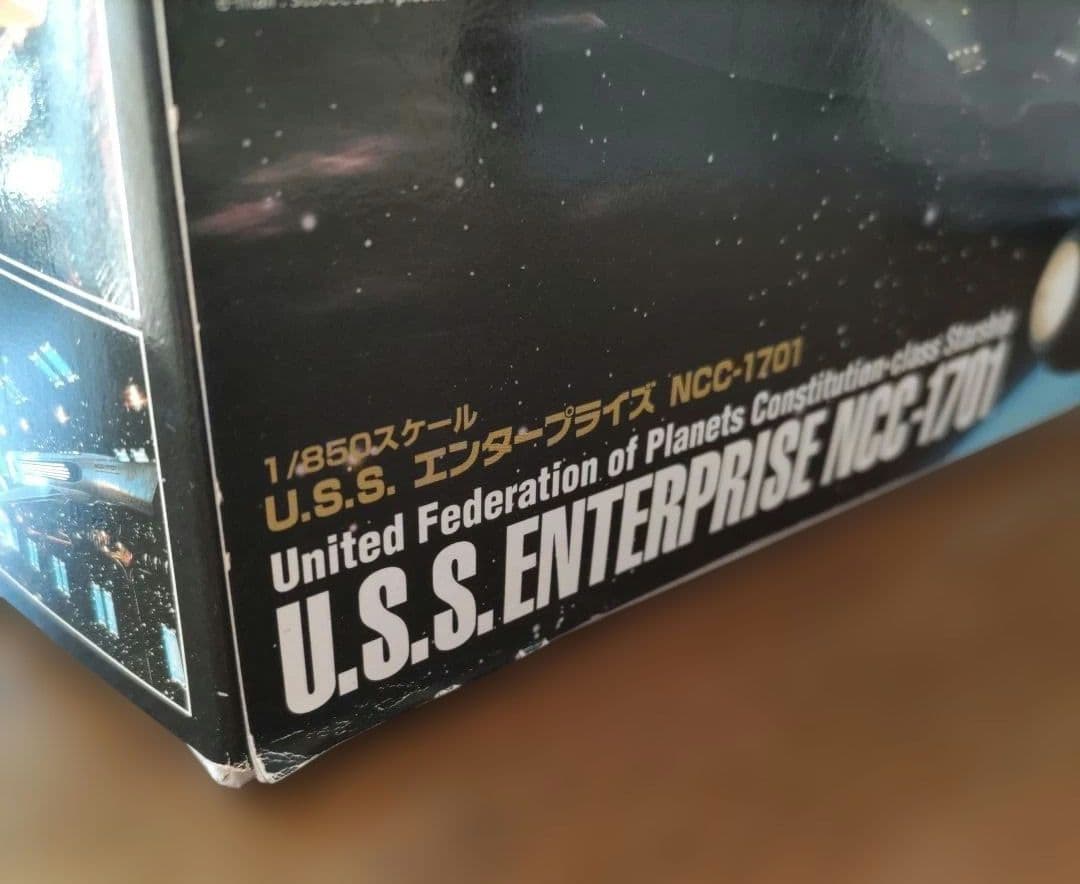 1/850スケール
U.S.S. エンタープライズ NCC-1701
United Federation of Planets Constitution-class Starship
U.S.S. ENTERPRISE NCC-1701